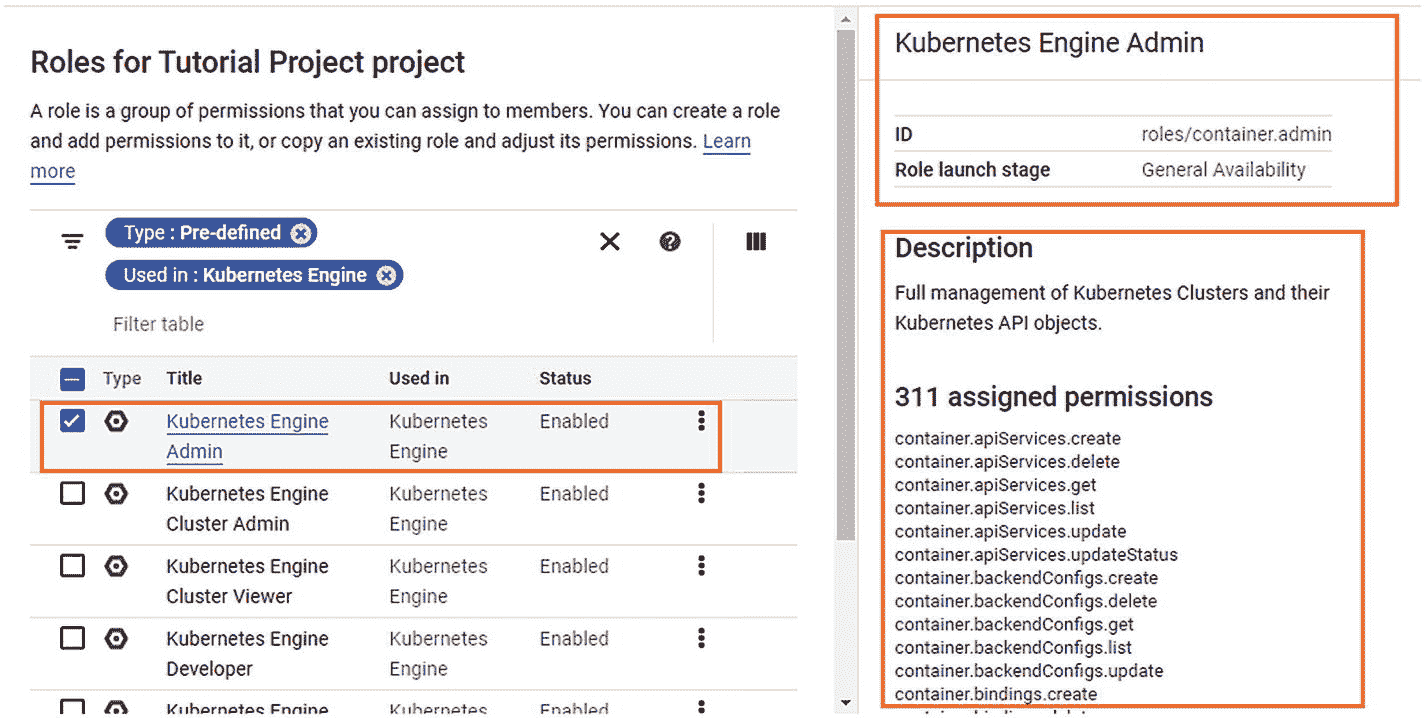 Roles for Tutorial Project project
A role is a group of permissions that you can assign to members. You can create a role
and add permissions to it, or copy an existing role and adjust its permissions. Learn
more
Type : Pre-defined
Used in : Kubernetes Engine
Filter table
Type Title Used in Status
Kubernetes Engine Kubernetes Enabled
Admin Engine
Kubernetes Engine Kubernetes Enabled
Cluster Admin Engine
Kubernetes Engine Kubernetes Enabled
Cluster Viewer Engine
Kubernetes Engine Kubernetes Enabled
Developer Engine
Kubernetes Engine Kubernetes Enabled
Kubernetes Engine Admin
ID roles/container.admin
Role launch stage General Availability
Description
Full management of Kubernetes Clusters and their
Kubernetes API objects.
311 assigned permissions
container.apiServices.create
container.apiServices.delete
container.apiServices.get
container.apiServices.list
container.apiServices.update
container.apiServices.updateStatus
container.backendConfigs.create
container.backendConfigs.delete
container.backendConfigs.get
container.backendConfigs.list
container.backendConfigs.update
container.bindings.create